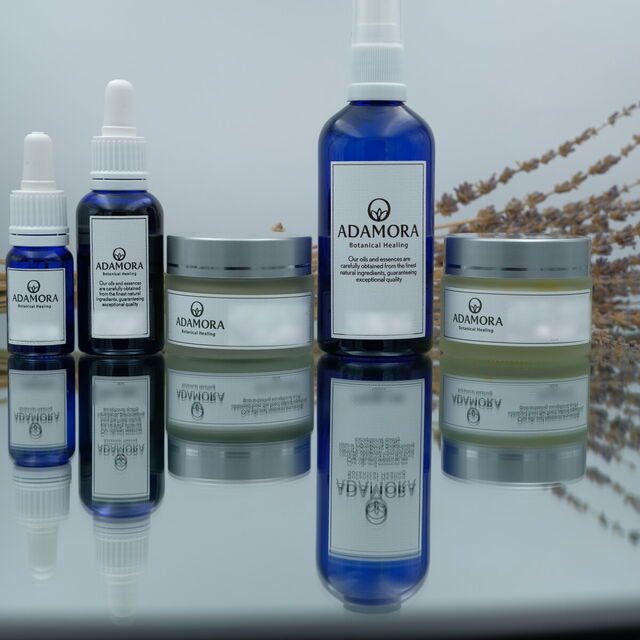 ADAMORA
Botanical Healing
ADAMORA
Botanical Healing
Our oils and essences
are carefully obtained
from the finest natural
ingredients, guaranteeing
exceptional quality
ADAMORA
Botanical Healing
ADAMORA
Botanical Healing
Our oils and essences are
carefully obtained from the finest
natural ingredients, guaranteeing
exceptional quality
ADAMORA
Botanical Healing